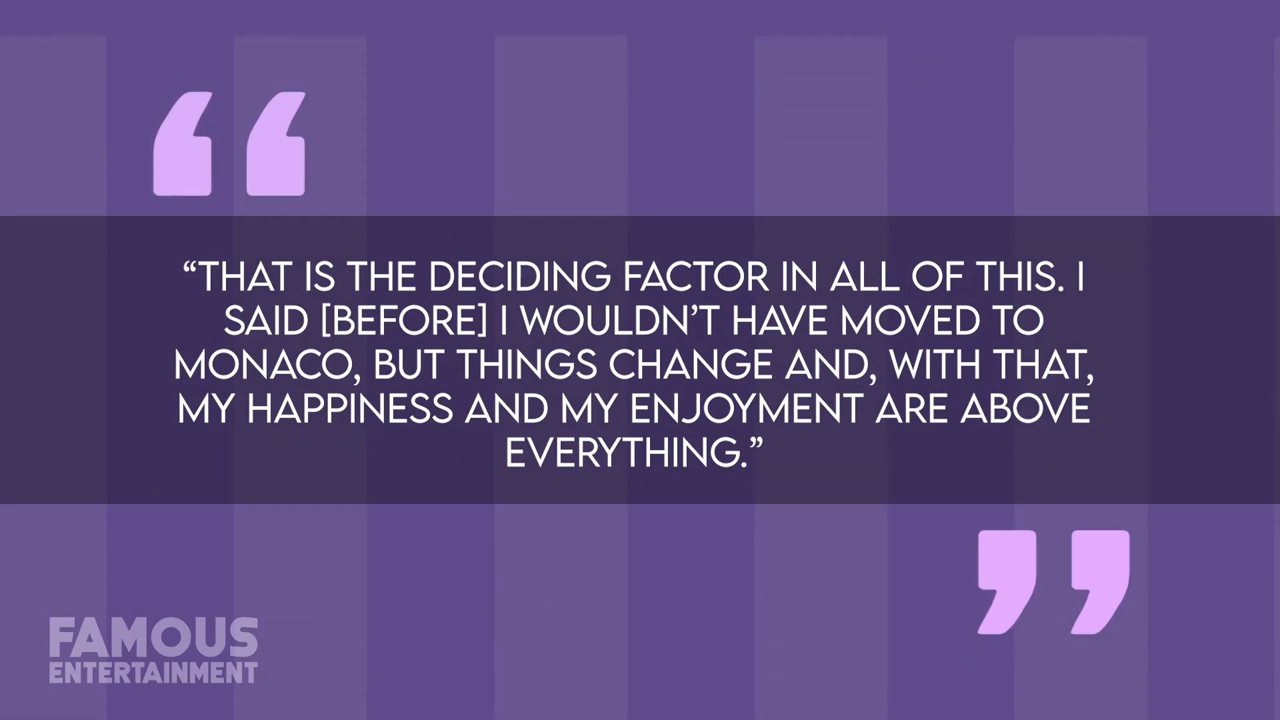 “THAT IS THE DECIDING FACTOR IN ALL OF THIS. I
SAID [BEFORE] I WOULDN’T HAVE MOVED TO
MONACO, BUT THINGS CHANGE AND, WITH THAT,
MY HAPPINESS AND MY ENJOYMENT ARE ABOVE
EVERYTHING.”
FAMOUS
ENTERTAINMENT